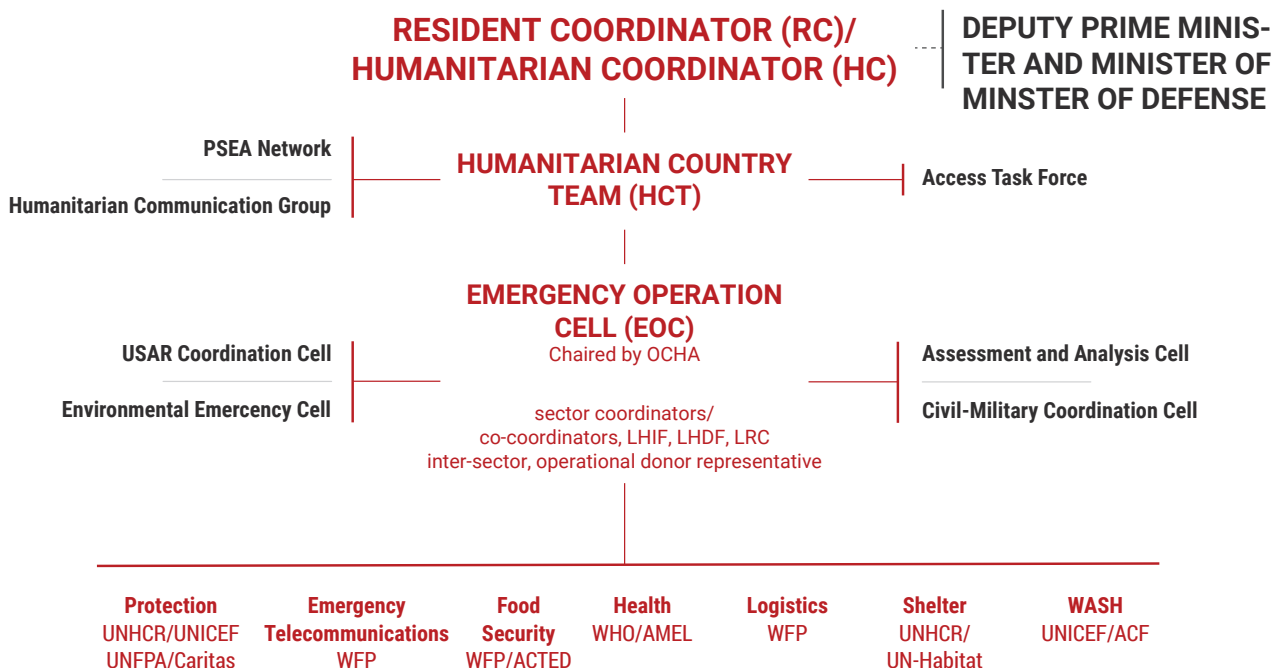 RESIDENT COORDINATOR (RC)/
HUMANITARIAN COORDINATOR (HC)
DEPUTY PRIME MINIS-
TER AND MINISTER OF
MINSTER OF DEFENSE
PSEA Network
Humanitarian Communication Group
HUMANITARIAN COUNTRY
TEAM (HCT)
Access Task Force
EMERGENCY OPERATION
CELL (EOC)
Chaired by OCHA
USAR Coordination Cell
Environmental Emercency Cell
Assessment and Analysis Cell
Civil-Military Coordination Cell
sector coordinators/
co-coordinators, LHIF, LHDF, LRC
inter-sector, operational donor representative
Protection
UNHCR/UNICEF
UNFPA/Caritas
Emergency
Telecommunications
WFP
Food
Security
WFP/ACTED
Health
WHO/AMEL
Logistics
WFP
Shelter
UNHCR/
UN-Habitat
WASH
UNICEF/ACF